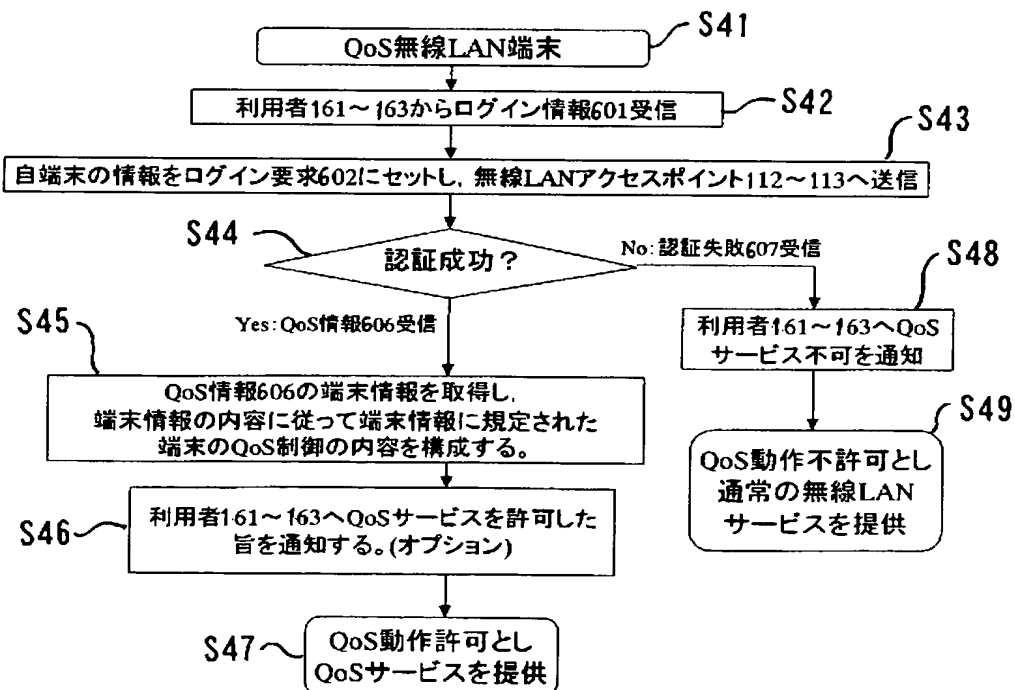 S41
QoS無線LAN端末
S42
利用者161～163からログイン情報601受信
S43
自端末の情報をログイン要求602にセットし,無線LANアクセスポイント112～113へ送信
S44
認証成功？
No:認証失敗607受信
S48
利用者161～163へQoS
サービス不可を通知
S49
QoS動作不許可とし
通常の無線LAN
サービスを提供
Yes:QoS情報606受信
S45
QoS情報606の端末情報を取得し,
端末情報の内容に従って端末情報に規定された
端末のQoS制御の内容を構成する。
S46
利用者161～163へQoSサービスを許可した
旨を通知する。(オプション)
S47
QoS動作許可とし
QoSサービスを提供